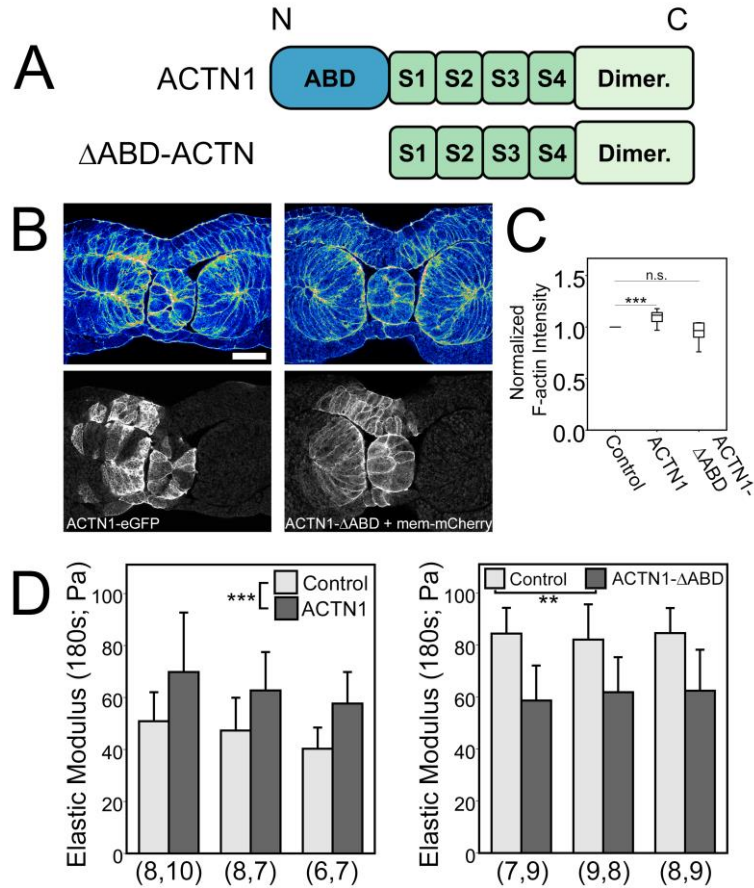 N C
A
ACTN1 ABD S1 S2 S3 S4 Dimer.
ΔABD-ACTN S1 S2 S3 S4 Dimer.
B
ACTN1-eGFP
ACTN1-ΔABD + mem-mCherry
C
Normalized
F-actin Intensity
1.5
1.0
0.5
0.0
n.s.
***
Control
ACTN1
ACTN1-
ΔABD
D
Elastic Modulus (180s; Pa)
100
80
60
40
20
0
***
Control
ACTN1
(8,10) (8,7) (6,7)
Elastic Modulus (180s; Pa)
100
80
60
40
20
0
Control ACTN1-ΔABD
**
(7,9) (9,8) (8,9)